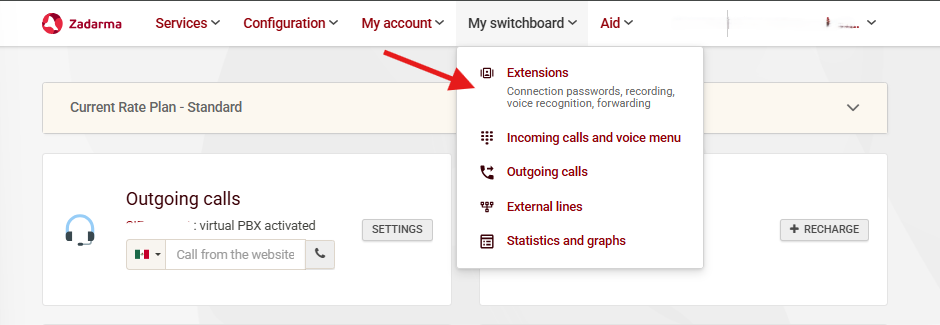 Zadarma
Services
Configuration
My account
My switchboard
Aid
Extensions
Connection passwords, recording,
voice recognition, forwarding
Incoming calls and voice menu
Outgoing calls
External lines
Statistics and graphs
Current Rate Plan - Standard
Outgoing calls
: virtual PBX activated
SETTINGS
Call from the website
+ RECHARGE